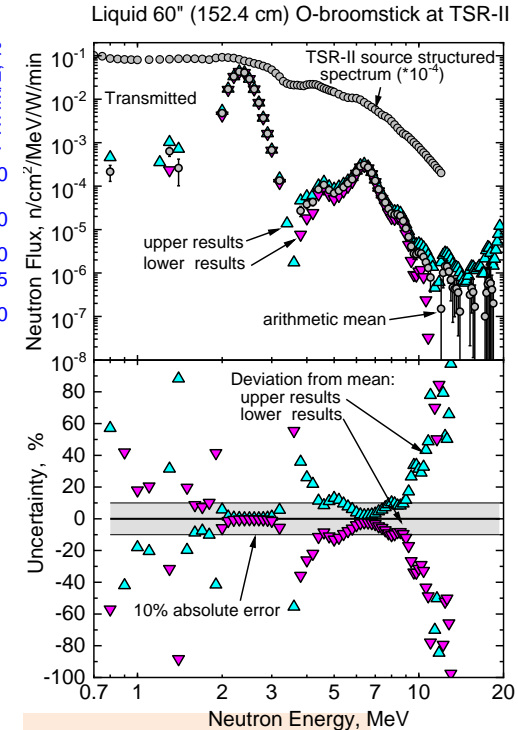 Liquid 60" (152.4 cm) O-broomstick at TSR-II
Neutron Flux, n/cm²/MeV/W/min
10⁻¹
10⁻²
10⁻³
10⁻⁴
10⁻⁵
10⁻⁶
10⁻⁷
10⁻⁸
TSR-II source structured
spectrum (*10⁻⁴)
Transmitted
upper results
lower results
arithmetic mean
Uncertainty, %
80
60
40
20
0
-20
-40
-60
-80
-100
Deviation from mean:
upper results
lower results
10% absolute error
0.7 1 2 3 5 7 10 20
Neutron Energy, MeV